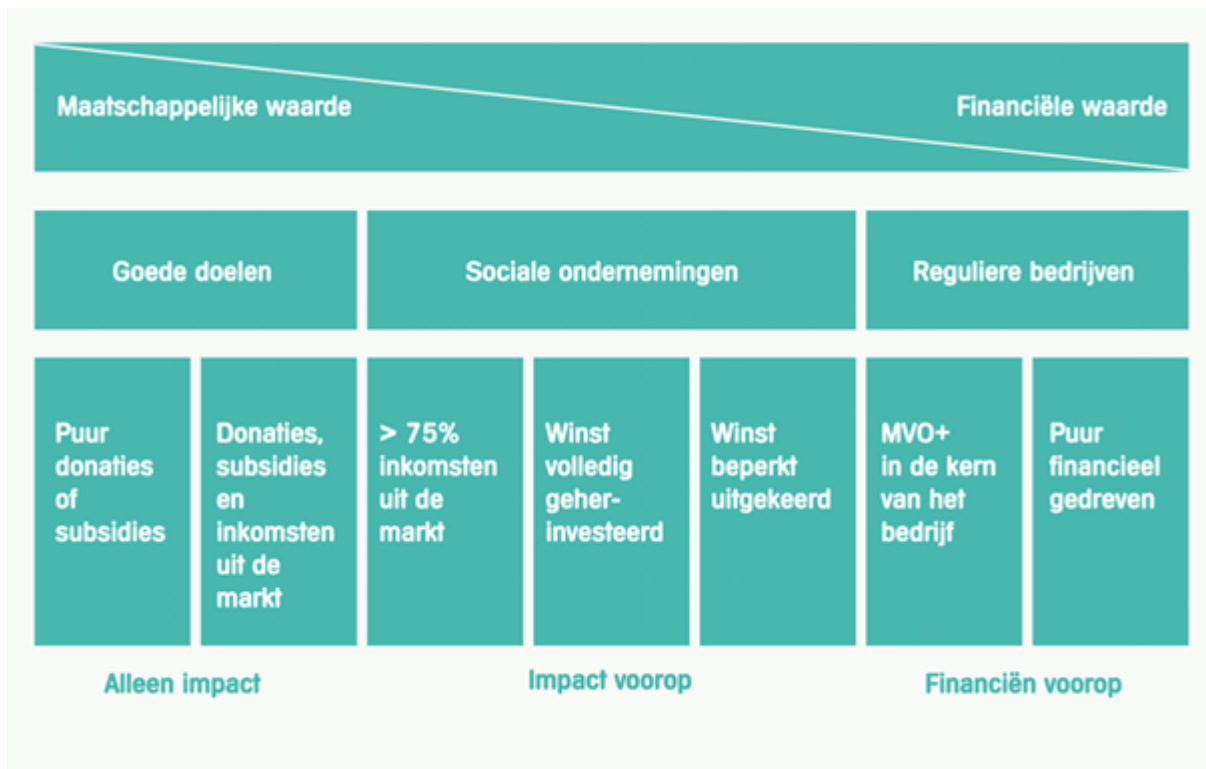 Maatschappelijke waarde
Financiële waarde
Goede doelen
Sociale ondernemingen
Reguliere bedrijven
Puur
donaties
of
subsidies
Donaties,
subsidies
en
inkomsten
uit de
markt
> 75%
inkomsten
uit de
markt
Winst
volledig
geher-
investeerd
Winst
beperkt
uitgekeerd
MVO+
in de kern
van het
bedrijf
Puur
financieel
gedreven
Alleen impact
Impact voorop
Financiën voorop